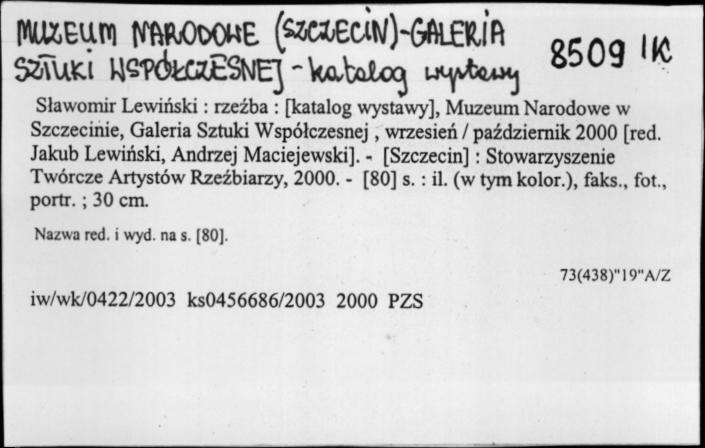 MUZEUM NARODOWE (SZCZECIN)-GALERIA
SZTUKI WSPÓŁCZESNEJ - katalog wystawy
8509 IK
Sławomir Lewiński : rzeźba : [katalog wystawy], Muzeum Narodowe w
Szczecinie, Galeria Sztuki Współczesnej , wrzesień / październik 2000 [red.
Jakub Lewiński, Andrzej Maciejewski]. - [Szczecin] : Stowarzyszenie
Twórcze Artystów Rzeźbiarzy, 2000. - [80] s. : il. (w tym kolor.), faks., fot.,
portr. ; 30 cm.
Nazwa red. i wyd. na s. [80].
73(438)"19"A/Z
iw/wk/0422/2003 ks0456686/2003 2000 PZS